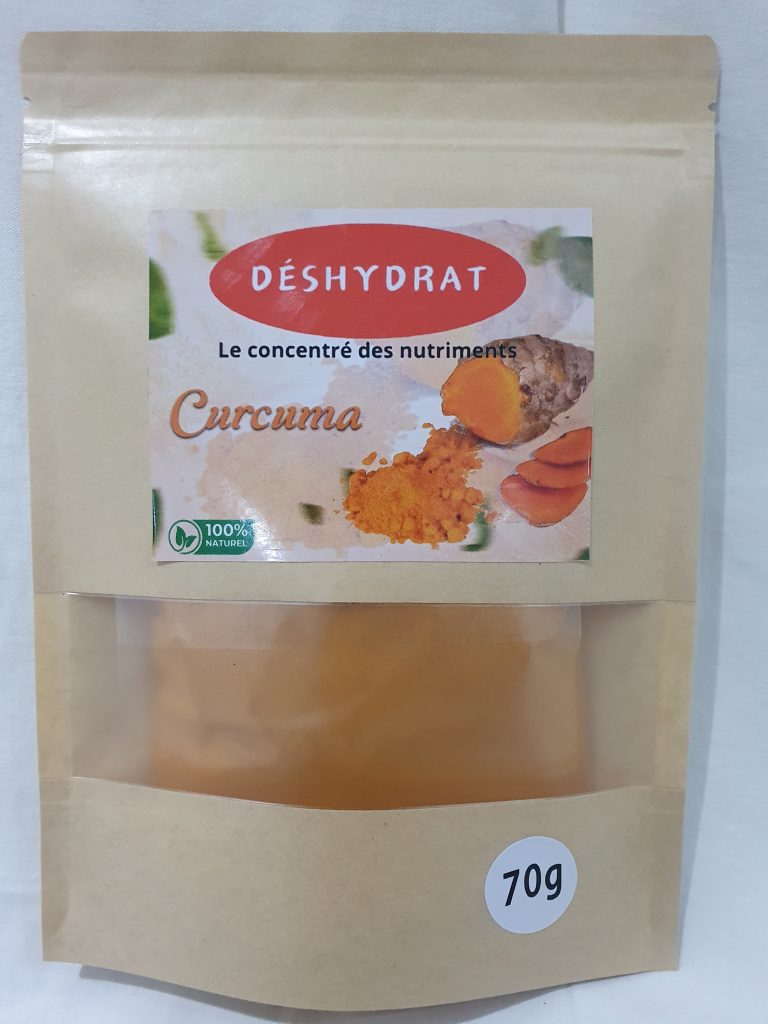 DÉSHYDRAT
Le concentré des nutriments
Curcuma
100%
NATUREL
70g